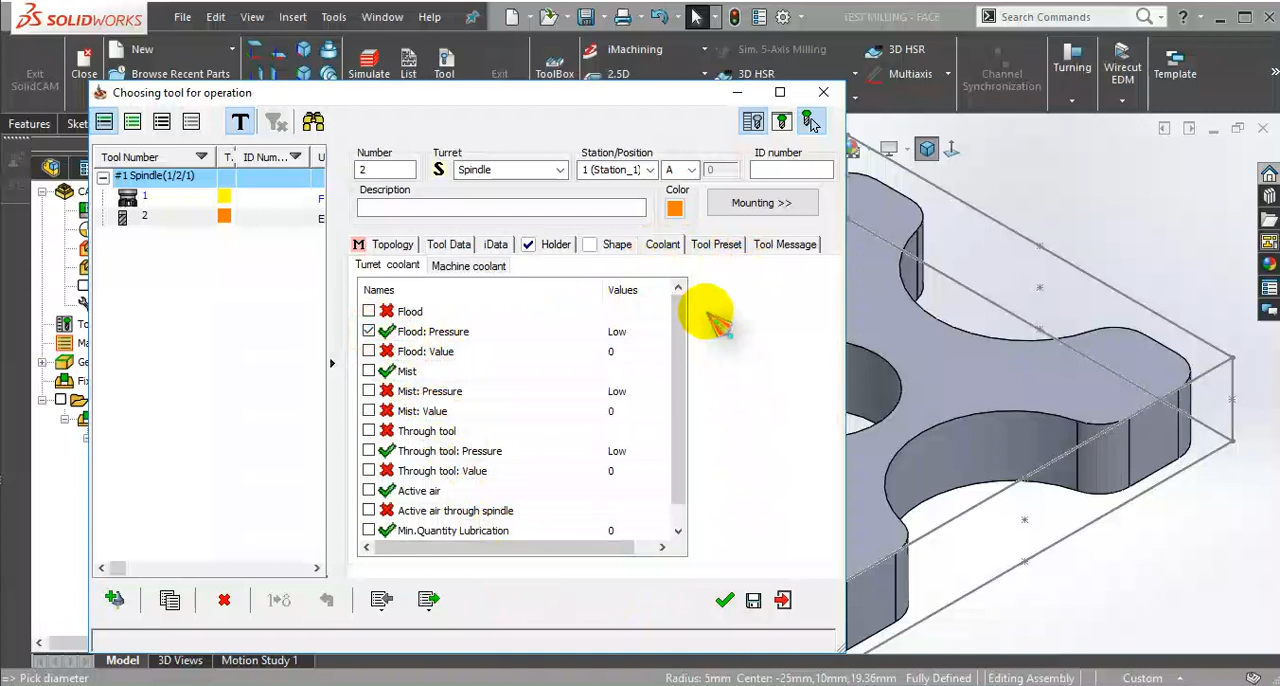 SOLIDWORKS
File Edit View Insert Tools Window Help
TEST MILLING - FACE
Search Commands
Exit SolidCAM
Close
New
Browse Recent Parts
Simulate
List
Tool
Exit
ToolBox
iMachining
2.5D
Sim. 5-Axis Milling
3D HSR
3D HSR
Multiaxis
Channel Synchronization
Turning
Wirecut EDM
Template
Features
Choosing tool for operation
T
Tool Number T. ID Num... U
#1 Spindle(1/2/1)
1 F
2 E
Number Turret Station/Position ID number
2 S Spindle 1 (Station_1) A 0
Description Color
Mounting >>
M Topology Tool Data iData Holder Shape Coolant Tool Preset Tool Message
Turret coolant Machine coolant
Names Values
Flood
Flood: Pressure Low
Flood: Value 0
Mist
Mist: Pressure Low
Mist: Value 0
Through tool
Through tool: Pressure Low
Through tool: Value 0
Active air
Active air through spindle
Min.Quantity Lubrication 0
Model 3D Views Motion Study 1
=> Pick diameter
Radius: 5mm Center: -25mm,10mm,19.36mm Fully Defined Editing Assembly Custom